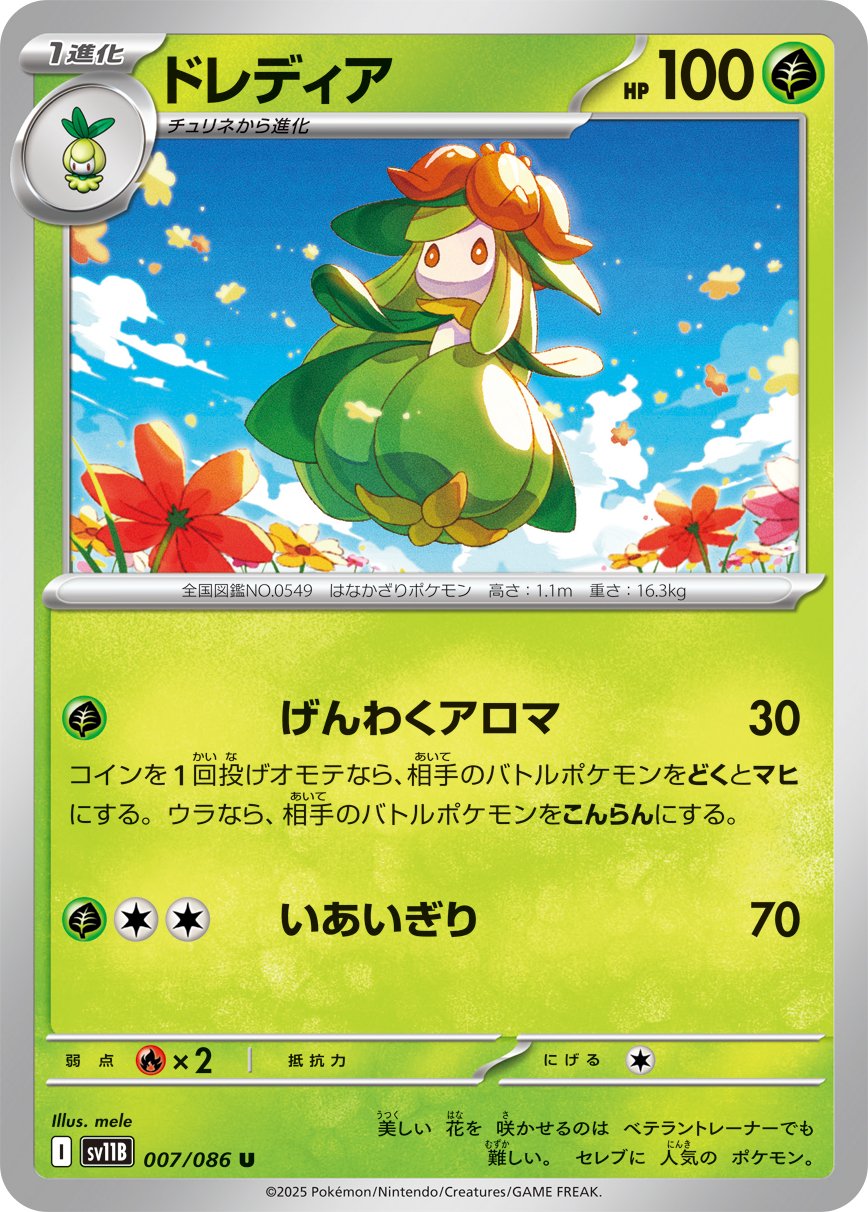 1進化
ドレディア
HP 100
チュリネから進化
全国図鑑NO.0549 はなかざりポケモン 高さ：1.1m 重さ：16.3kg
げんわくアロマ 30
コインを1回投げオモテなら、相手のバトルポケモンをどくとマヒ
にする。ウラなら、相手のバトルポケモンをこんらんにする。
いあいぎり 70
弱点 ×2 抵抗力 にげる
Illus. mele
美しい 花を 咲かせるのは ベテラントレーナーでも
難しい。 セレブに 人気の ポケモン。
I sv11B 007/086 U
©2025 Pokémon/Nintendo/Creatures/GAME FREAK.